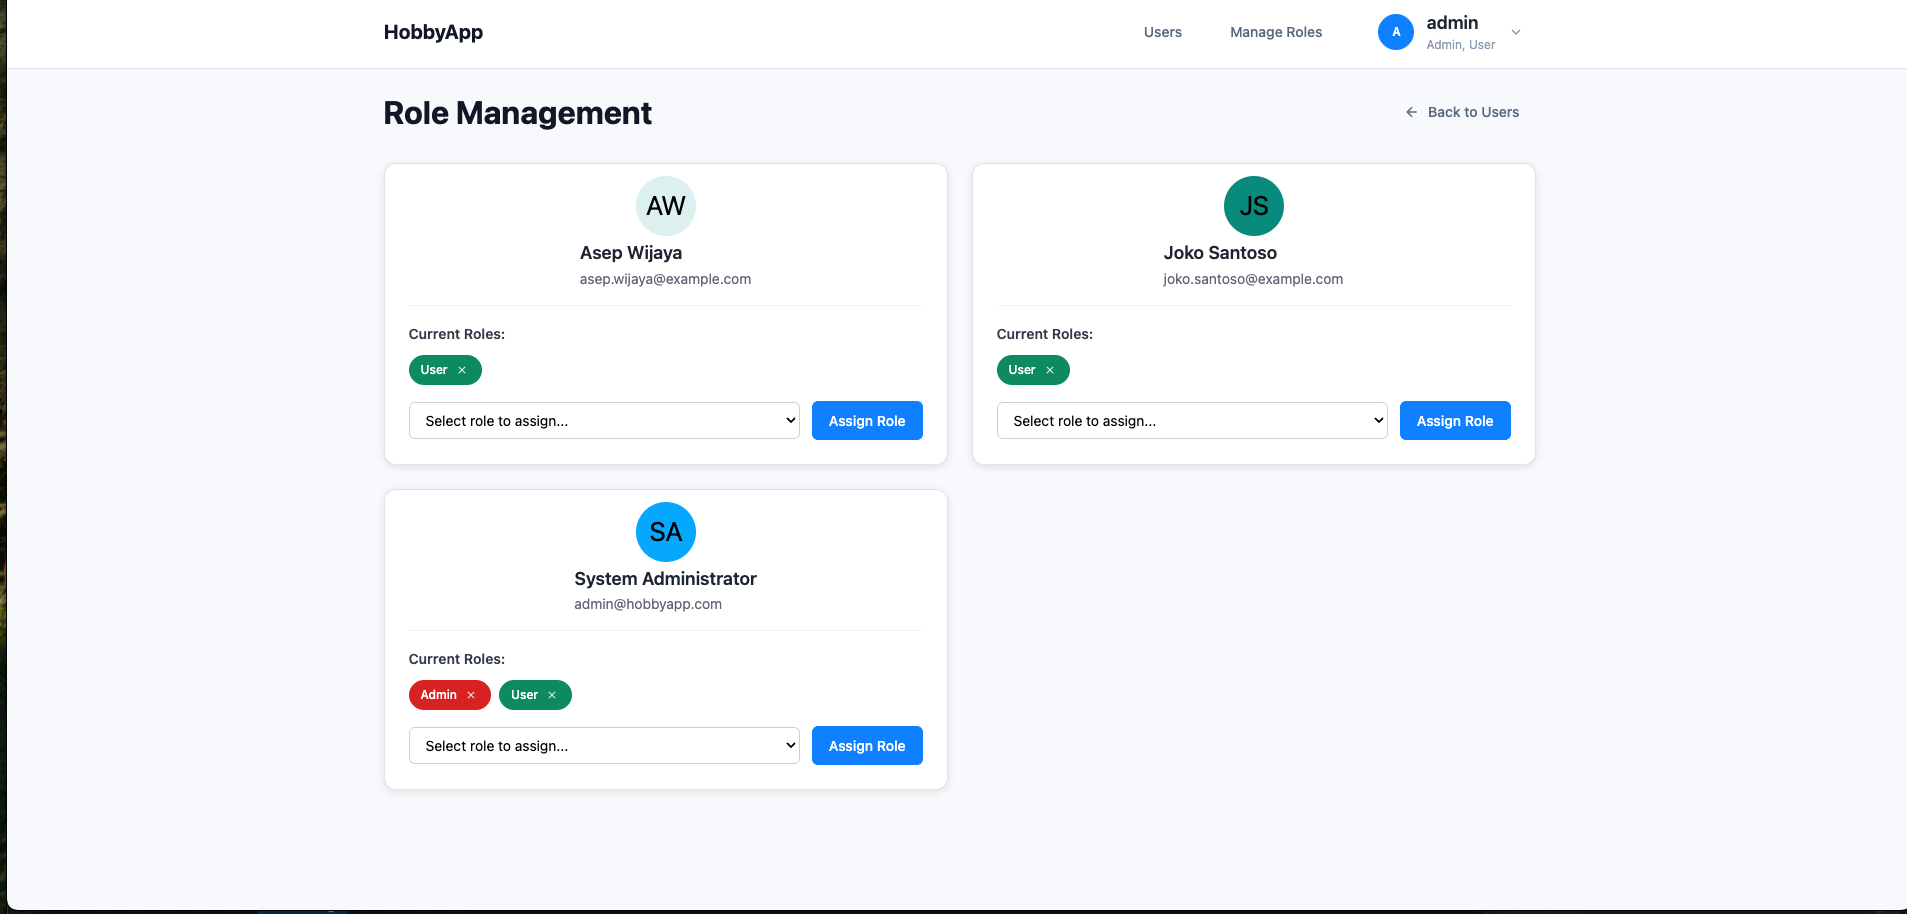 HobbyApp
Users
Manage Roles
A
admin
Admin, User
Role Management
Back to Users
AW
Asep Wijaya
asep.wijaya@example.com
Current Roles:
User ×
Select role to assign...
Assign Role
JS
Joko Santoso
joko.santoso@example.com
Current Roles:
User ×
Select role to assign...
Assign Role
SA
System Administrator
admin@hobbyapp.com
Current Roles:
Admin × User ×
Select role to assign...
Assign Role